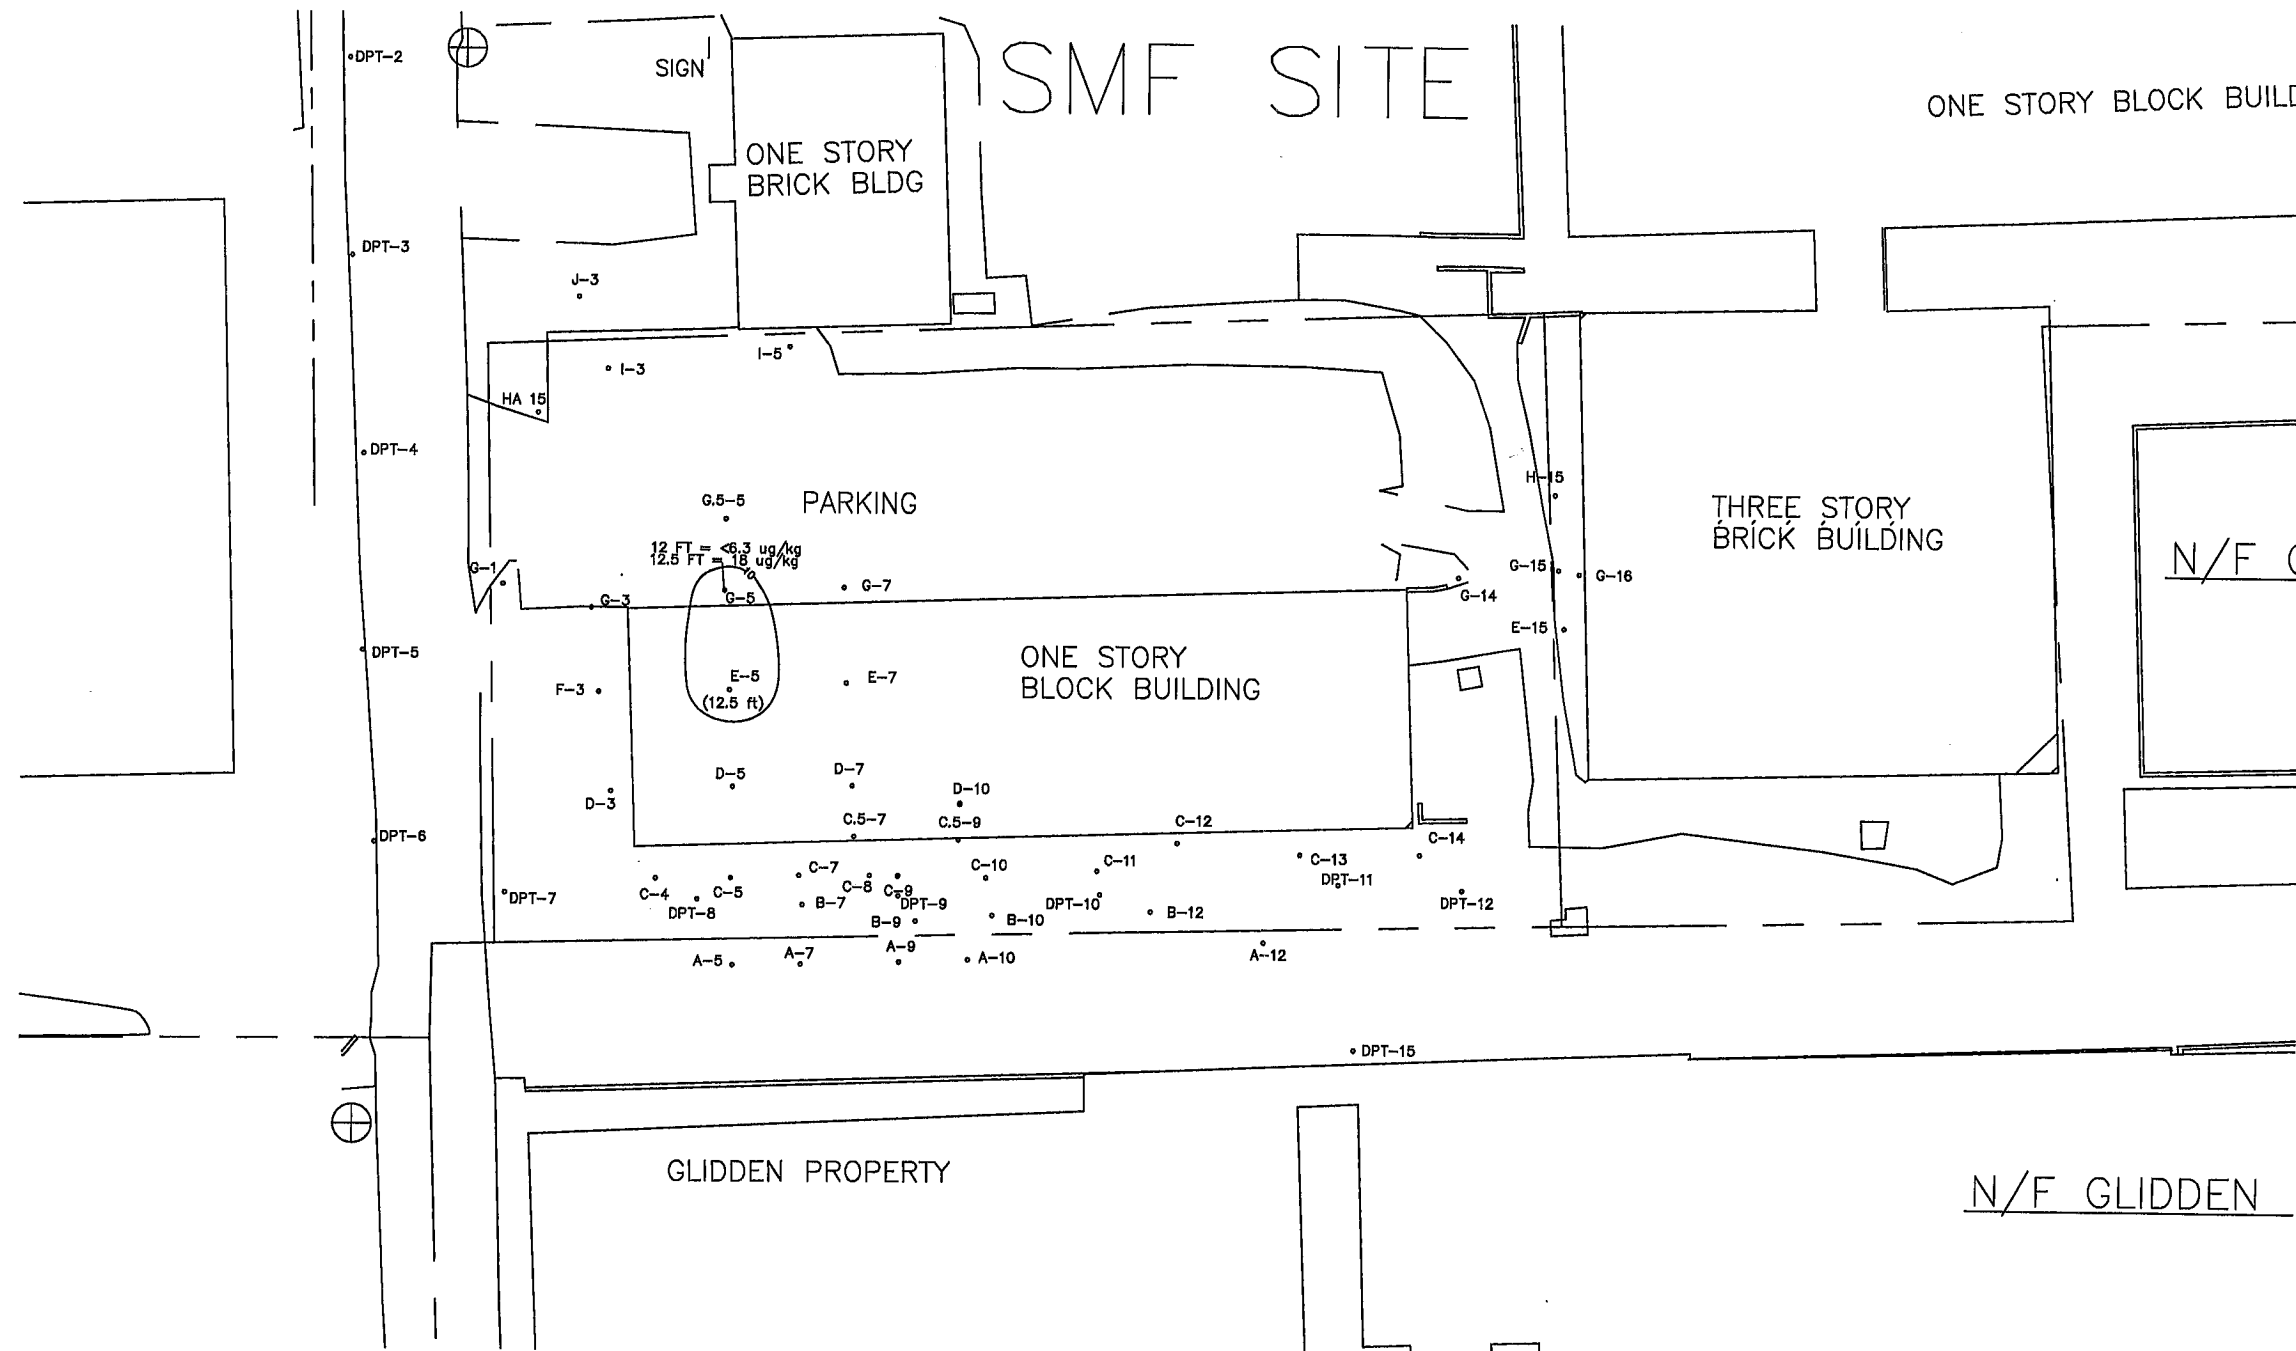 DPT-2
SIGN
SMF SITE
ONE STORY BLOCK BUILD
ONE STORY
BRICK BLDG
DPT-3
J-3
I-5
I-3
HA 15
DPT-4
H-15
G.5-5
PARKING
THREE STORY
BRICK BUILDING
12 FT = <6.3 ug/kg
12.5 FT = 18 ug/kg
10
N/F
G-1
G-15
G-16
G-7
G-5
G-3
G-14
E-15
DPT-5
ONE STORY
BLOCK BUILDING
F-3
E-5
(12.5 ft)
E-7
D-5
D-7
D-10
D-3
C.5-7
C.5-9
C-12
DPT-6
C-14
C-7
C-10
C-11
C-13
C-4
C-5
C-8
C-9
DPT-11
DPT-7
DPT-8
B-7
DPT-9
DPT-10
DPT-12
B-9
B-10
B-12
A-5
A-7
A-9
A-10
A-12
DPT-15
GLIDDEN PROPERTY
N/F GLIDDEN